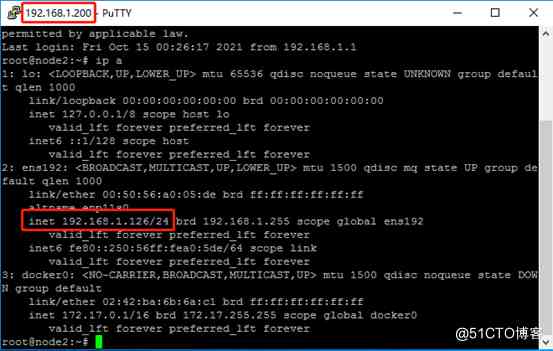 192.168.1.200 - PuTTY
permitted by applicable law.
Last login: Fri Oct 15 00:26:17 2021 from 192.168.1.1
root@node2:~# ip a
1: lo: <LOOPBACK,UP,LOWER_UP> mtu 65536 qdisc noqueue state UNKNOWN group defaul
t qlen 1000
link/loopback 00:00:00:00:00:00 brd 00:00:00:00:00:00
inet 127.0.0.1/8 scope host lo
valid_lft forever preferred_lft forever
inet6 ::1/128 scope host
valid_lft forever preferred_lft forever
2: ens192: <BROADCAST,MULTICAST,UP,LOWER_UP> mtu 1500 qdisc mq state UP group de
fault qlen 1000
link/ether 00:50:56:a0:05:de brd ff:ff:ff:ff:ff:ff
altname enp11s0
inet 192.168.1.126/24 brd 192.168.1.255 scope global ens192
valid_lft forever preferred_lft forever
inet6 fe80::250:56ff:fea0:5de/64 scope link
valid_lft forever preferred_lft forever
3: docker0: <NO-CARRIER,BROADCAST,MULTICAST,UP> mtu 1500 qdisc noqueue state DOW
N group default
link/ether 02:42:ba:6b:6a:c1 brd ff:ff:ff:ff:ff:ff
inet 172.17.0.1/16 brd 172.17.255.255 scope global docker0
valid_lft forever preferred_lft forever
root@node2:~#
@51CTO博客